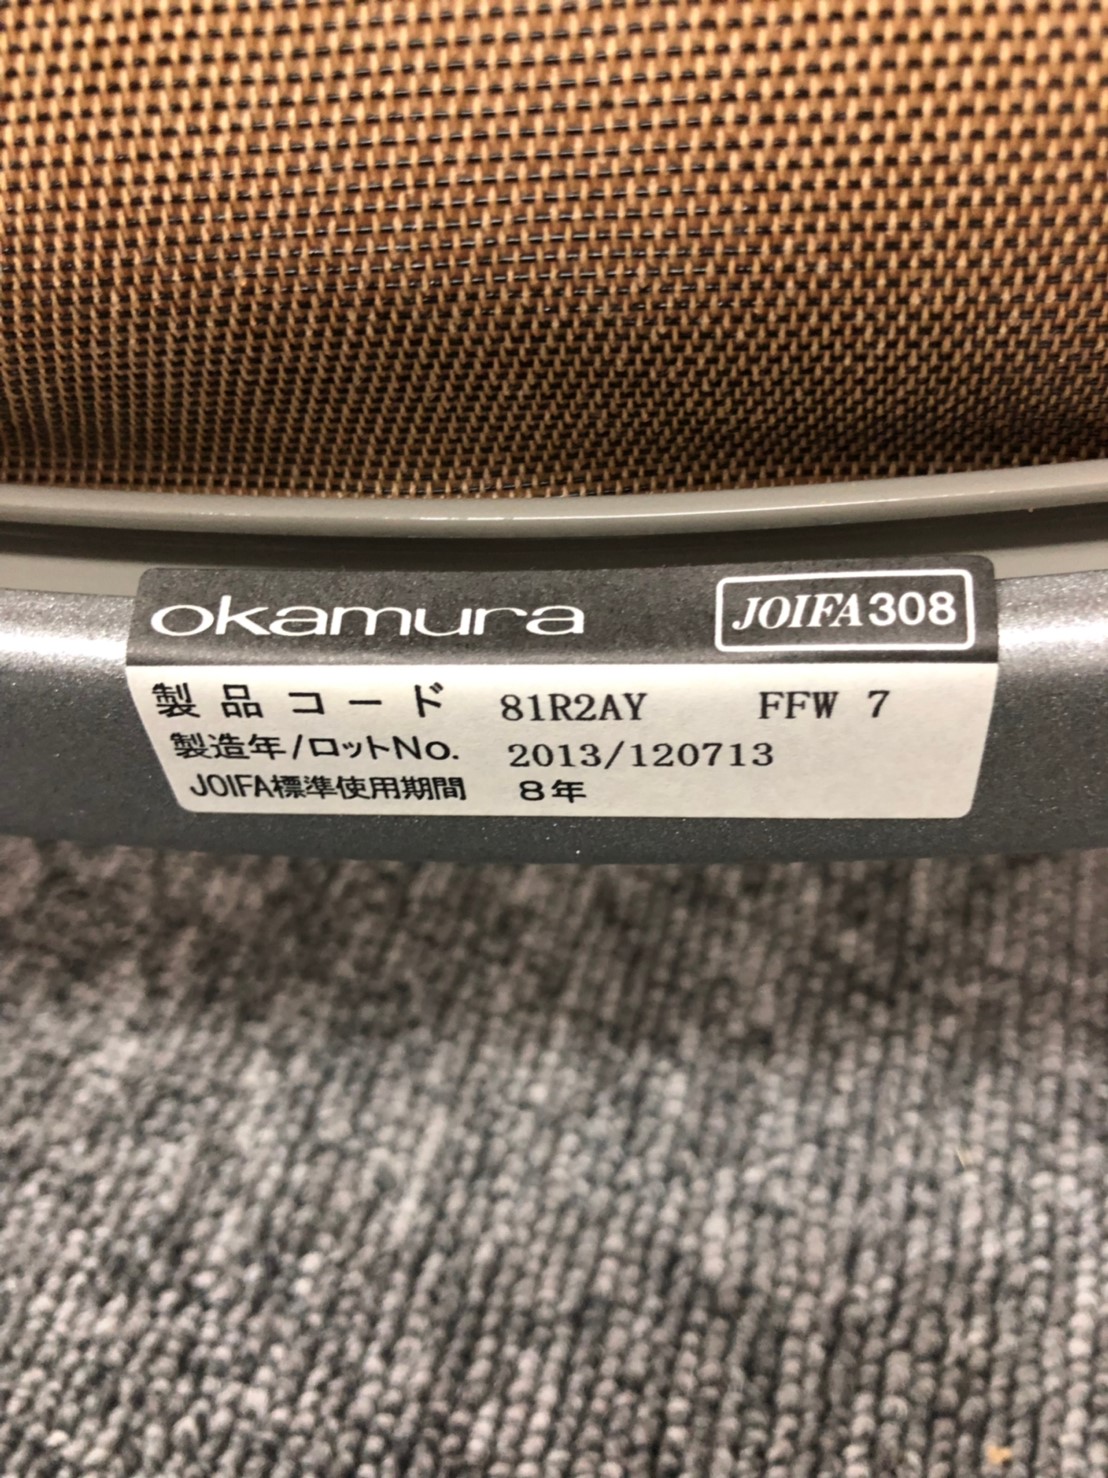 okamura JOIFA308
製品コード 81R2AY FFW 7
製造年/ロットNo. 2013/120713
JOIFA標準使用期間 8年